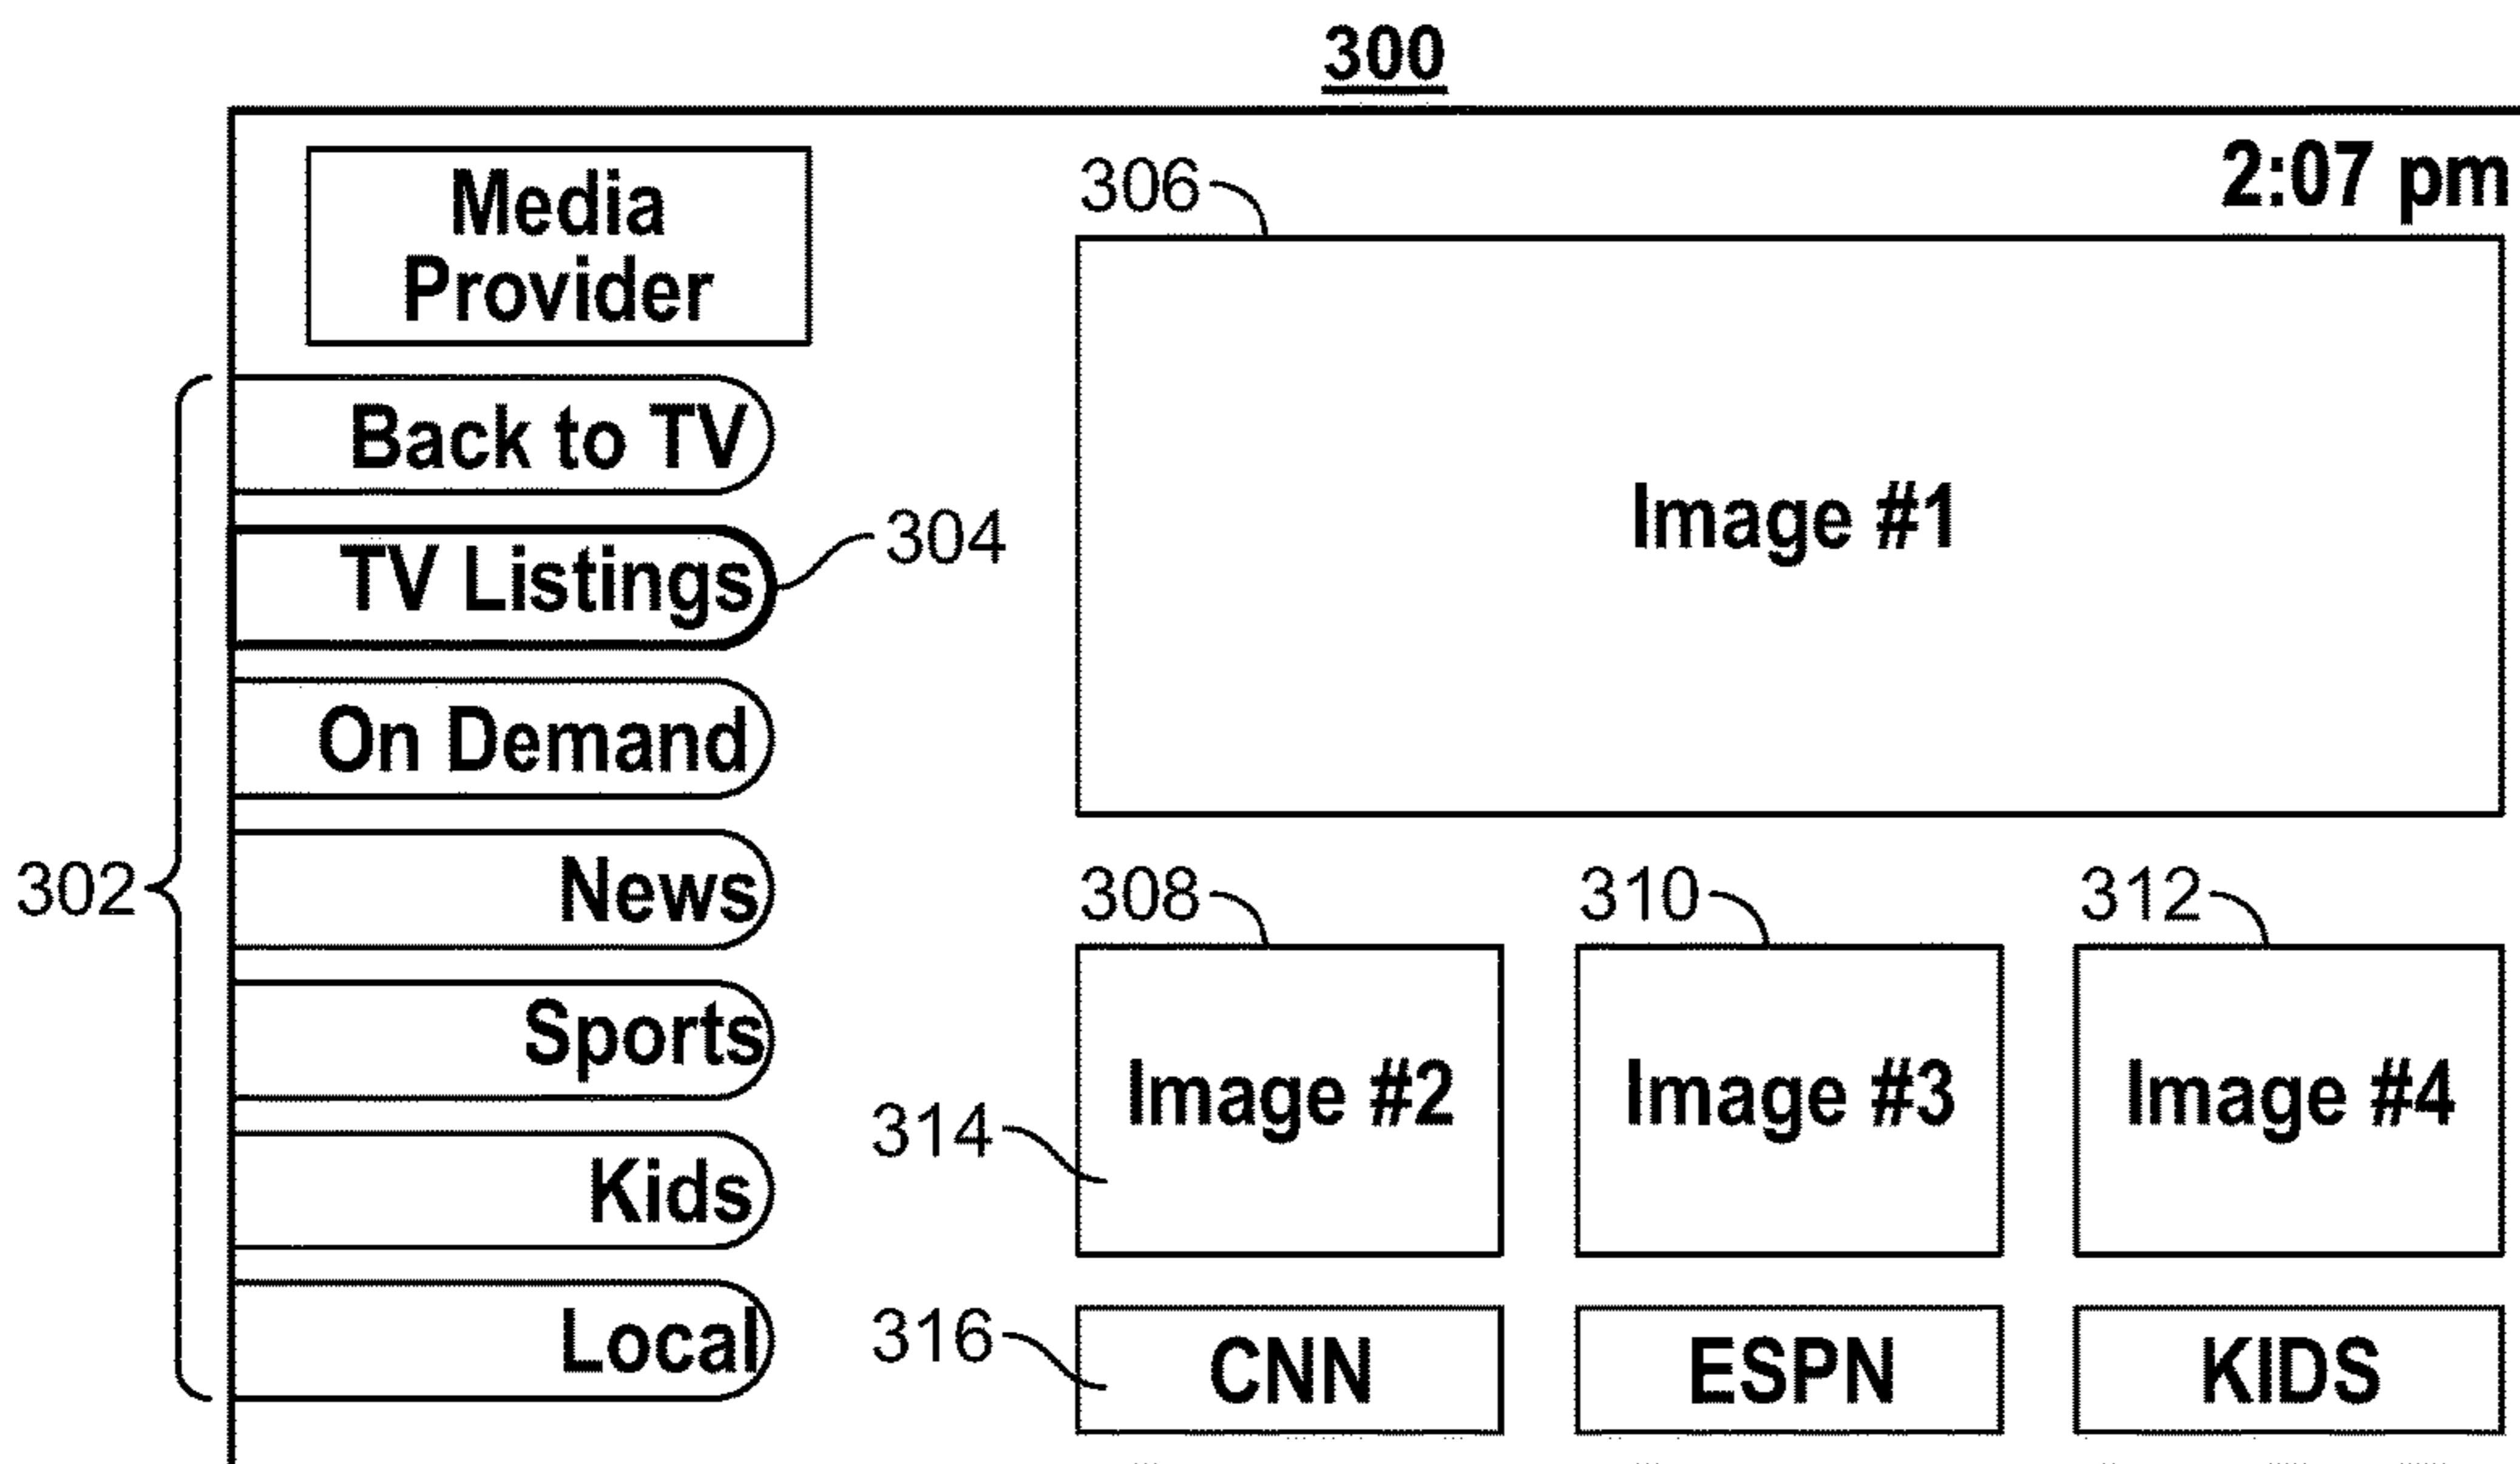 300
2:07 pm
Media
Provider
306
Back to TV
Image #1
TV Listings
304
On Demand
302
News
308
310
312
Sports
Image #2
Image #3
Image #4
314
Kids
Local
316
CNN
ESPN
KIDS